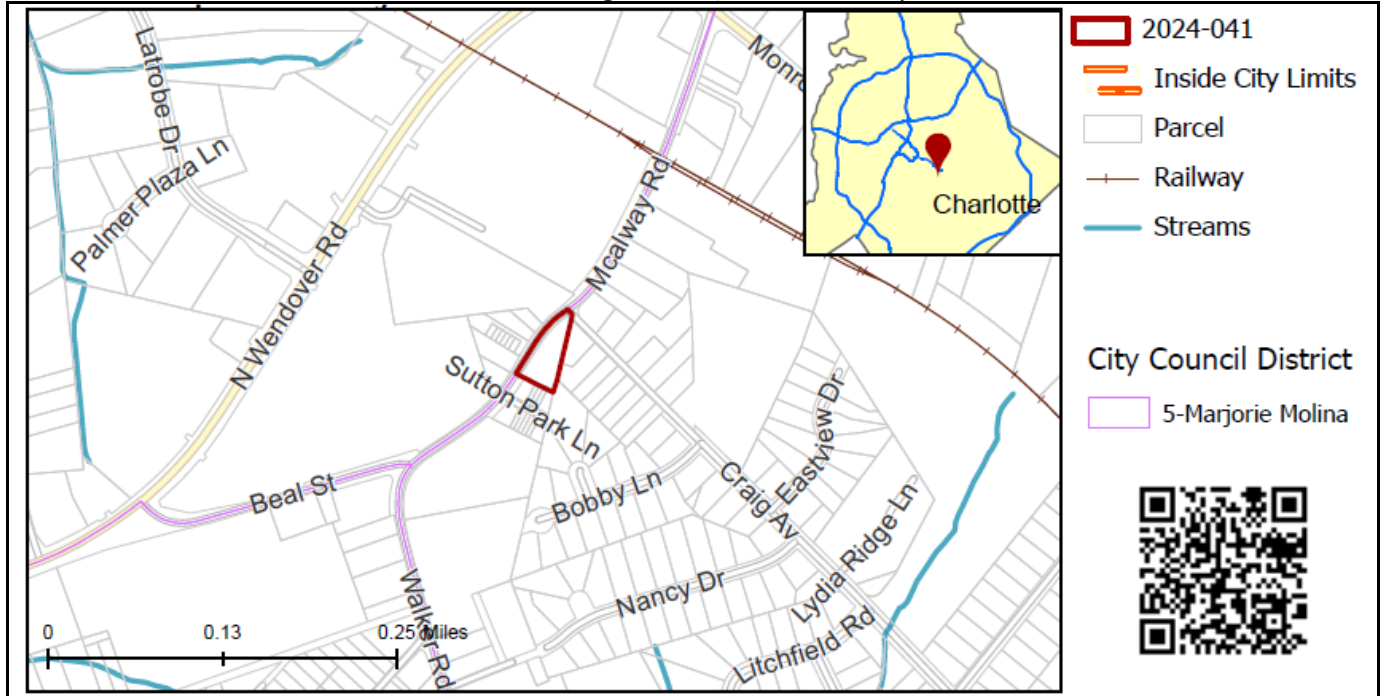 Latrobe Dr
Palmer Plaza Ln
N Wendover Rd
Mcalway Rd
Monro
Sutton Park Ln
Beal St
Bobby Ln
Craig Av
Eastview Dr
Lydia Ridge Ln
Nancy Dr
Walker Rd
Litchfield Rd
0 0.13 0.25 Miles
Charlotte
2024-041
Inside City Limits
Parcel
Railway
Streams
City Council District
5-Marjorie Molina